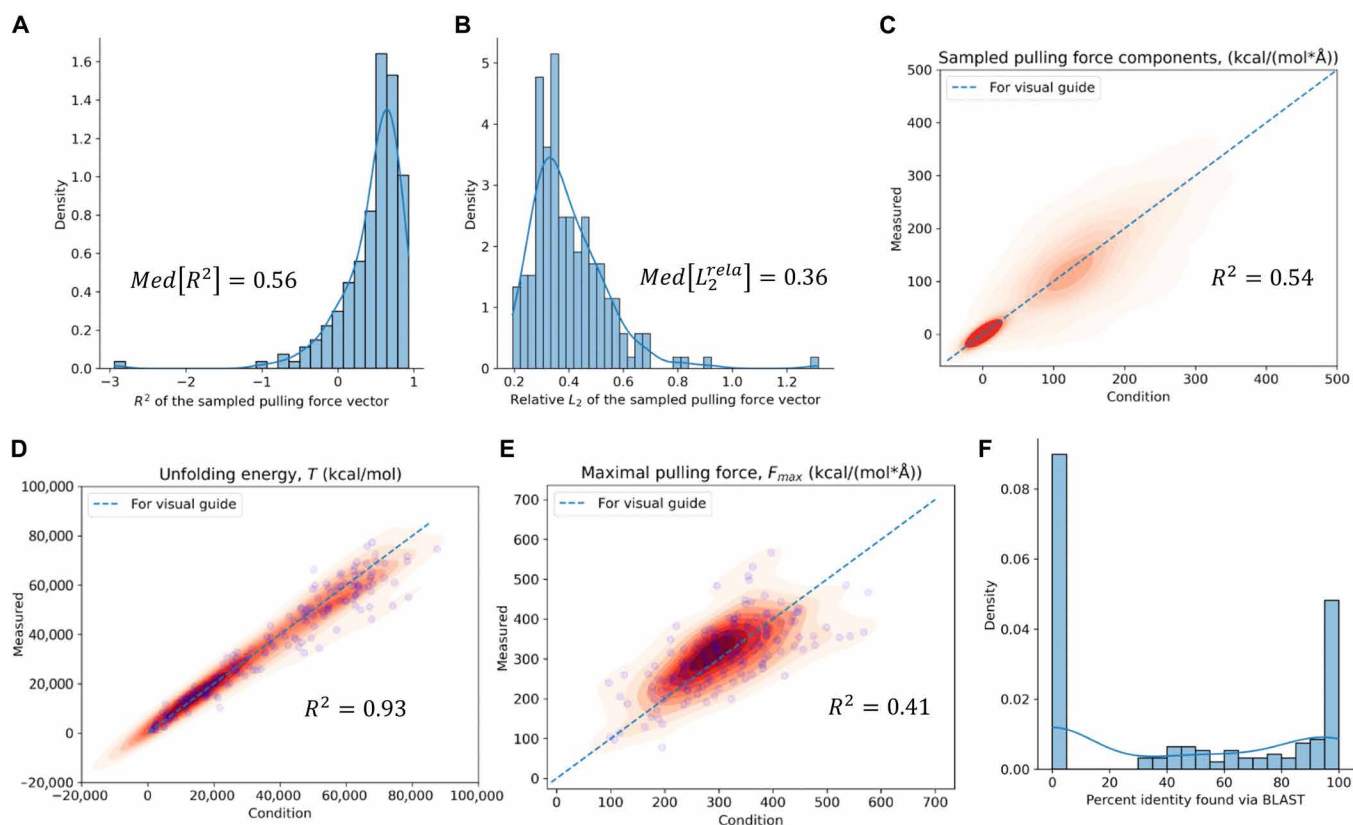 A
1.6
1.4
1.2
1.0
0.8
0.6
0.4
0.2
0.0
Density
Med[R²] = 0.56
−3
−2
−1
0
1
R² of the sampled pulling force vector
B
5
4
3
2
1
0
Density
Med[L₂ʳᵉˡᵃ] = 0.36
0.2
0.4
0.6
0.8
1.0
1.2
Relative L₂ of the sampled pulling force vector
C
Sampled pulling force components, (kcal/(mol*Å))
500
400
300
200
100
0
Measured
For visual guide
R² = 0.54
0
100
200
300
400
500
Condition
D
Unfolding energy, T (kcal/mol)
100,000
80,000
60,000
40,000
20,000
0
−20,000
Measured
For visual guide
R² = 0.93
−20,000
0
20,000
40,000
60,000
80,000
100,000
Condition
E
Maximal pulling force, Fₘₐₓ (kcal/(mol*Å))
700
600
500
400
300
200
100
0
Measured
For visual guide
R² = 0.41
0
100
200
300
400
500
600
700
Condition
F
0.08
0.06
0.04
0.02
0.00
Density
0
20
40
60
80
100
Percent identity found via BLAST